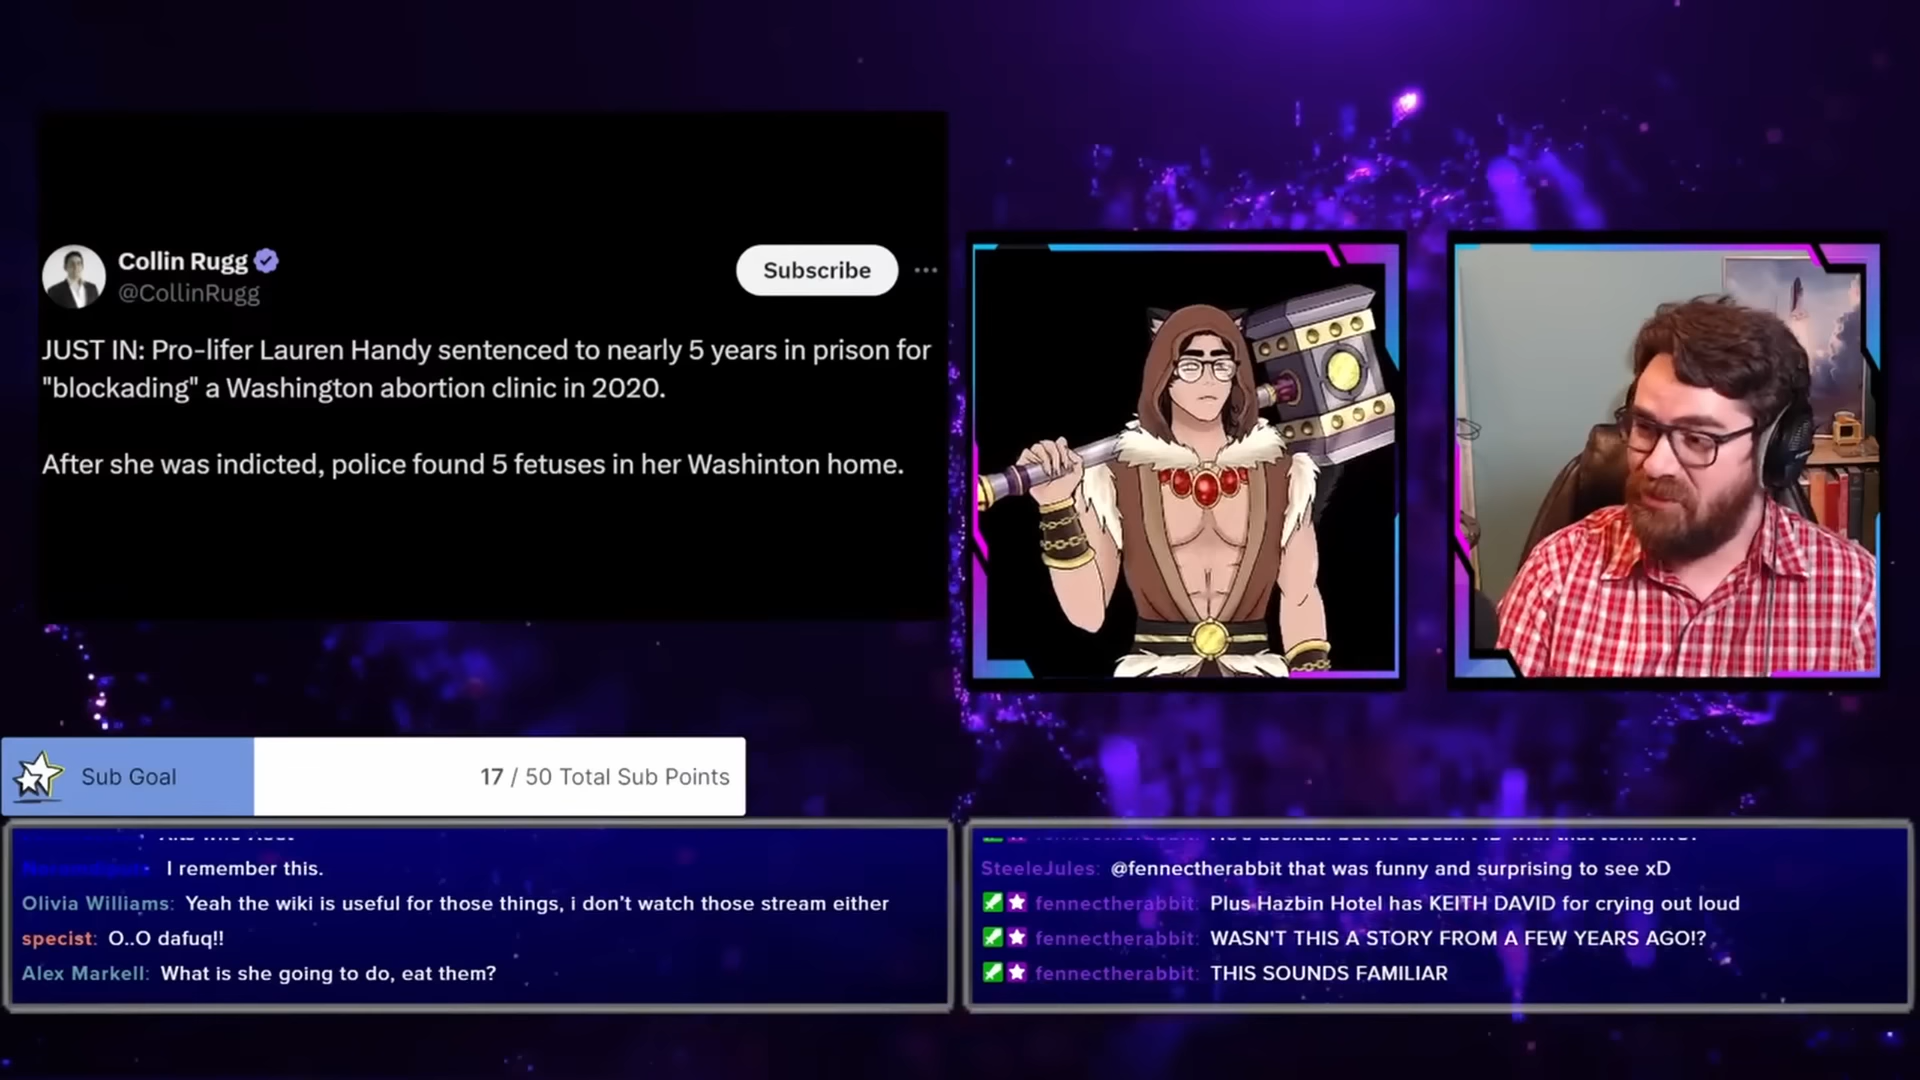 Collin Rugg
@CollinRugg
Subscribe
JUST IN: Pro-lifer Lauren Handy sentenced to nearly 5 years in prison for
"blockading" a Washington abortion clinic in 2020.
After she was indicted, police found 5 fetuses in her Washinton home.
Sub Goal
17 / 50 Total Sub Points
I remember this.
Olivia Williams: Yeah the wiki is useful for those things, i don't watch those stream either
specist: O..O dafuq!!
Alex Markell: What is she going to do, eat them?
SteeleJules: @fennectherabbit that was funny and surprising to see xD
fennectherabbit: Plus Hazbin Hotel has KEITH DAVID for crying out loud
fennectherabbit: WASN'T THIS A STORY FROM A FEW YEARS AGO!?
fennectherabbit: THIS SOUNDS FAMILIAR